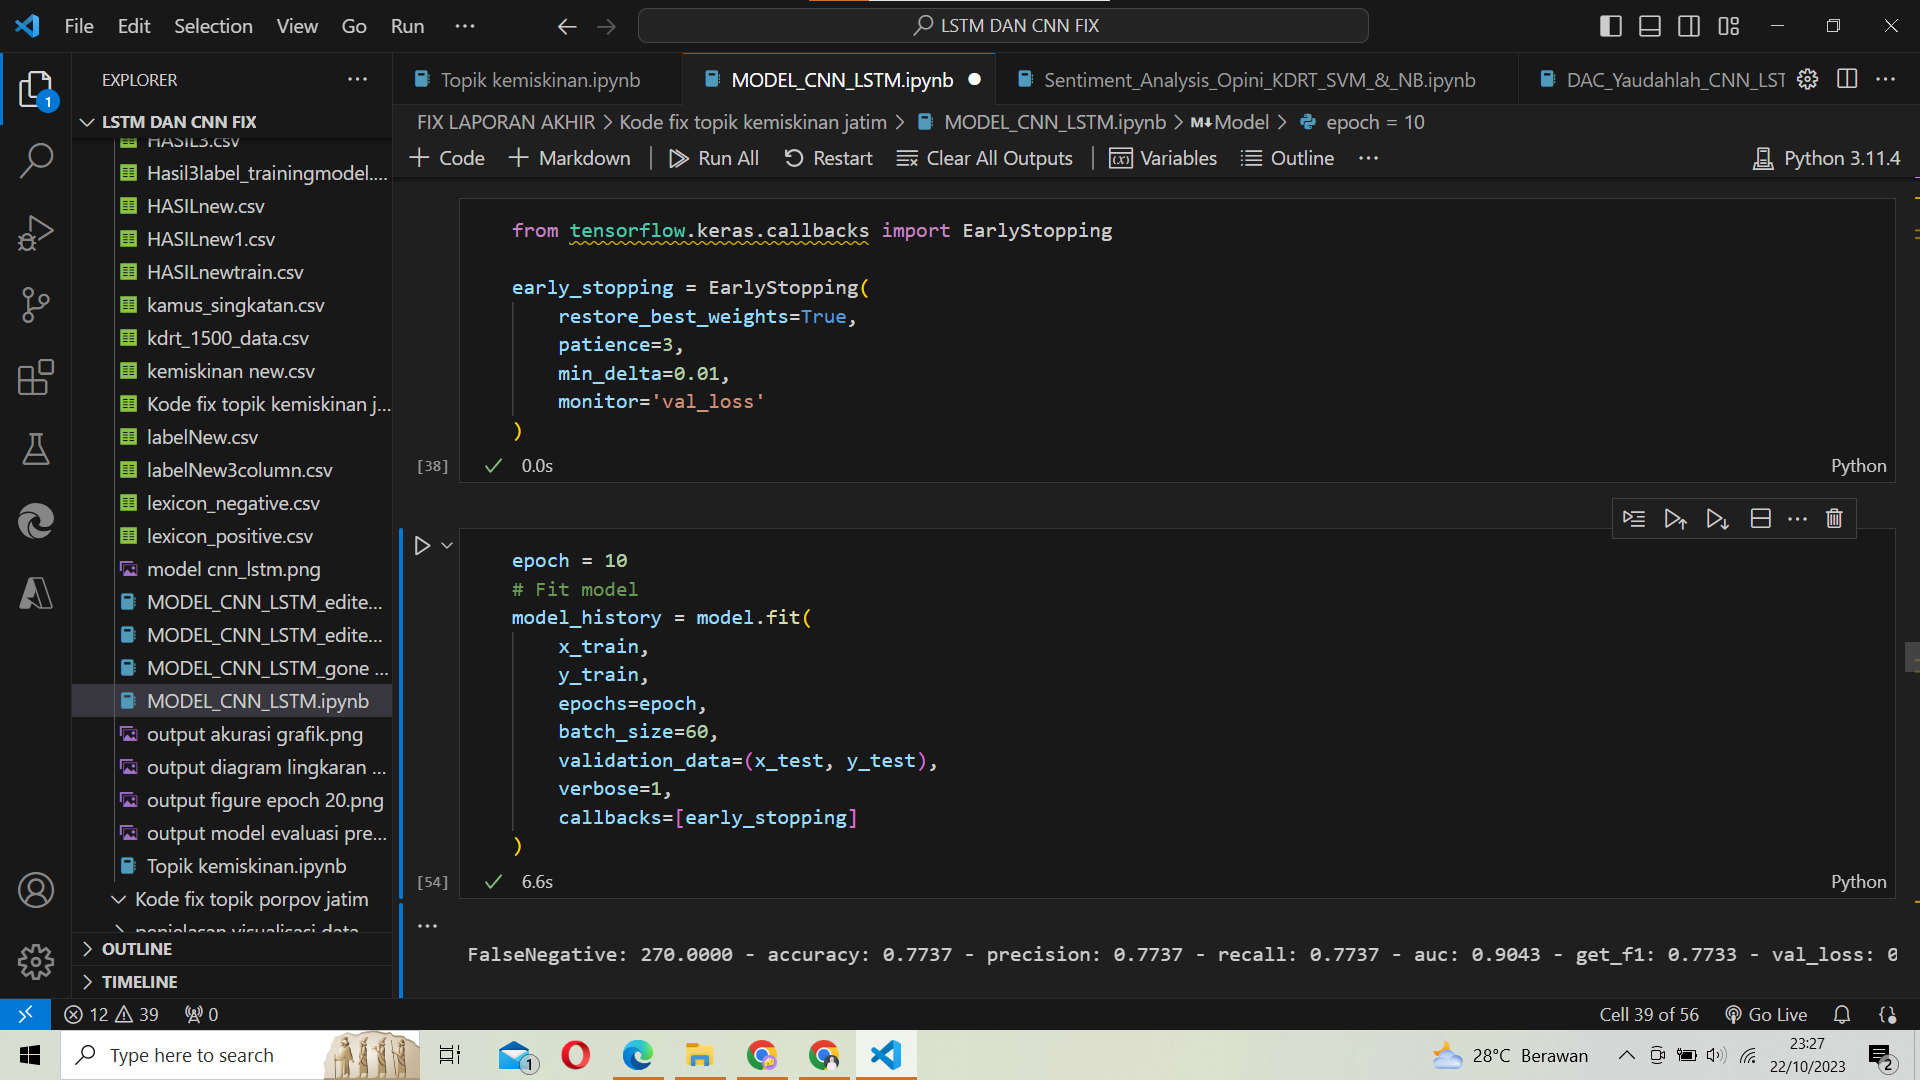 File Edit Selection View Go Run ···
LSTM DAN CNN FIX
EXPLORER
1
LSTM DAN CNN FIX
HASIL3.csv
Hasil3label_trainingmodel....
HASILnew.csv
HASILnew1.csv
HASILnewtrain.csv
kamus_singkatan.csv
kdrt_1500_data.csv
kemiskinan new.csv
Kode fix topik kemiskinan j...
labelNew.csv
labelNew3column.csv
lexicon_negative.csv
lexicon_positive.csv
model cnn_lstm.png
MODEL_CNN_LSTM_edite...
MODEL_CNN_LSTM_edite...
MODEL_CNN_LSTM_gone ...
MODEL_CNN_LSTM.ipynb
output akurasi grafik.png
output diagram lingkaran ...
output figure epoch 20.png
output model evaluasi pre...
Topik kemiskinan.ipynb
Kode fix topik porpov jatim
penjelasan visualisasi data
OUTLINE
TIMELINE
Topik kemiskinan.ipynb MODEL_CNN_LSTM.ipynb Sentiment_Analysis_Opini_KDRT_SVM_&_NB.ipynb DAC_Yaudahlah_CNN_LST
FIX LAPORAN AKHIR > Kode fix topik kemiskinan jatim > MODEL_CNN_LSTM.ipynb > M↓Model > epoch = 10
+ Code + Markdown Run All Restart Clear All Outputs Variables Outline ··· Python 3.11.4
from tensorflow.keras.callbacks import EarlyStopping
early_stopping = EarlyStopping(
restore_best_weights=True,
patience=3,
min_delta=0.01,
monitor='val_loss'
)
[38] 0.0s Python
epoch = 10
# Fit model
model_history = model.fit(
x_train,
y_train,
epochs=epoch,
batch_size=60,
validation_data=(x_test, y_test),
verbose=1,
callbacks=[early_stopping]
)
[54] 6.6s Python
···
FalseNegative: 270.0000 - accuracy: 0.7737 - precision: 0.7737 - recall: 0.7737 - auc: 0.9043 - get_f1: 0.7733 - val_loss: 0
12 39 0 Cell 39 of 56 Go Live
Type here to search 1 28°C Berawan 23:27
22/10/2023 2